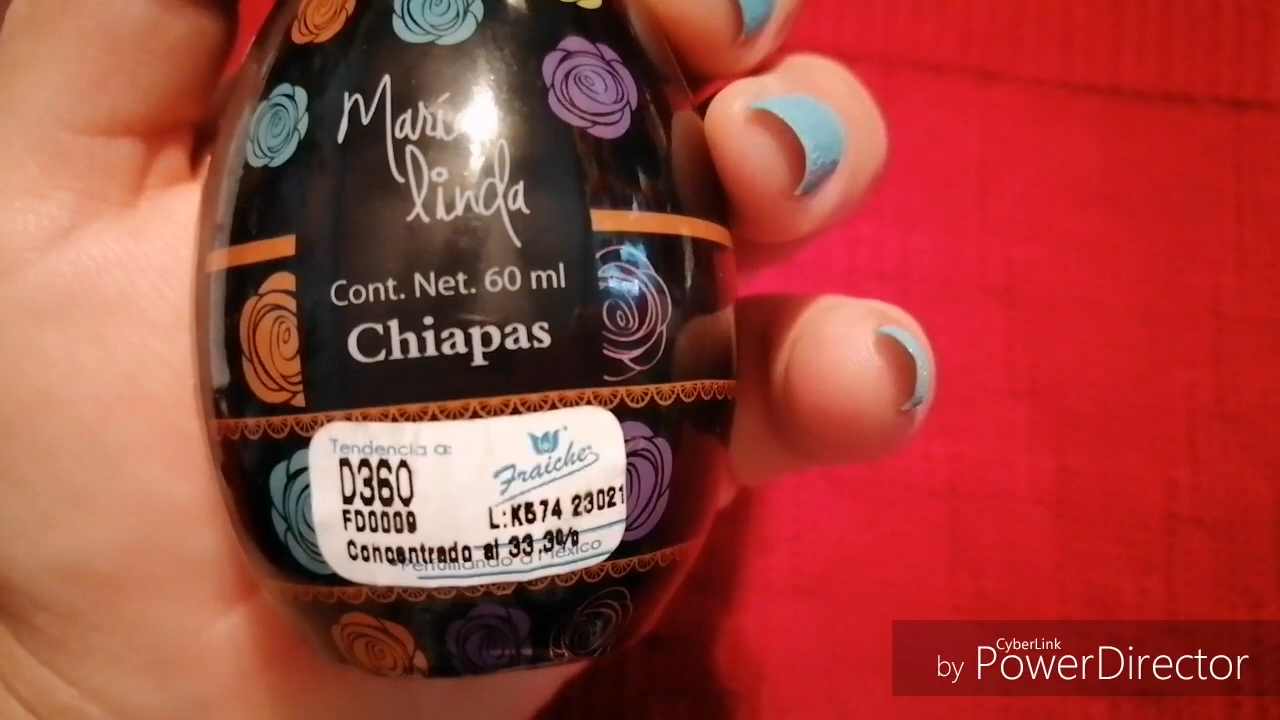 María
linda
Cont. Net. 60 ml
Chiapas
Tendencia a:
D360
Fraiche
FD0009
L:K574 23021
Concentrado al 33.3%
Perfumando a México
CyberLink
by PowerDirector